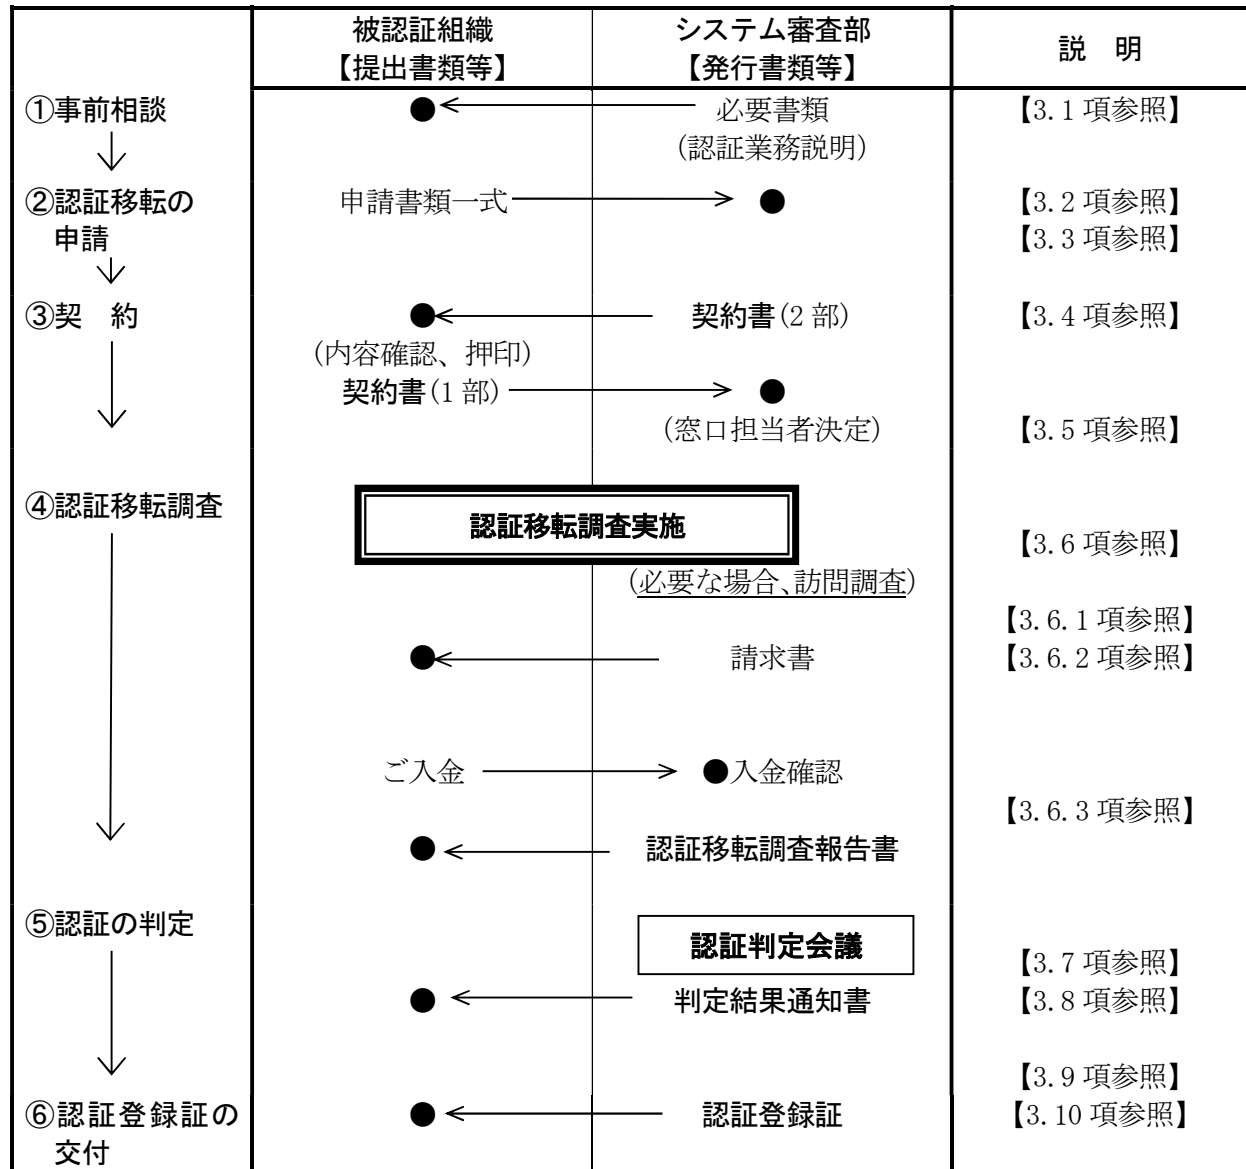 被認証組織
【提出書類等】
システム審査部
【発行書類等】
説　明
①事前相談
必要書類
(認証業務説明)
【3.1 項参照】
②認証移転の
申請
申請書類一式
【3.2 項参照】
【3.3 項参照】
③契　約
契約書(2 部)
【3.4 項参照】
(内容確認、押印)
契約書(1 部)
(窓口担当者決定)
【3.5 項参照】
④認証移転調査
認証移転調査実施
【3.6 項参照】
(必要な場合、訪問調査)
【3.6.1 項参照】
請求書
【3.6.2 項参照】
ご入金
入金確認
【3.6.3 項参照】
認証移転調査報告書
⑤認証の判定
認証判定会議
【3.7 項参照】
判定結果通知書
【3.8 項参照】
【3.9 項参照】
⑥認証登録証の
交付
認証登録証
【3.10 項参照】